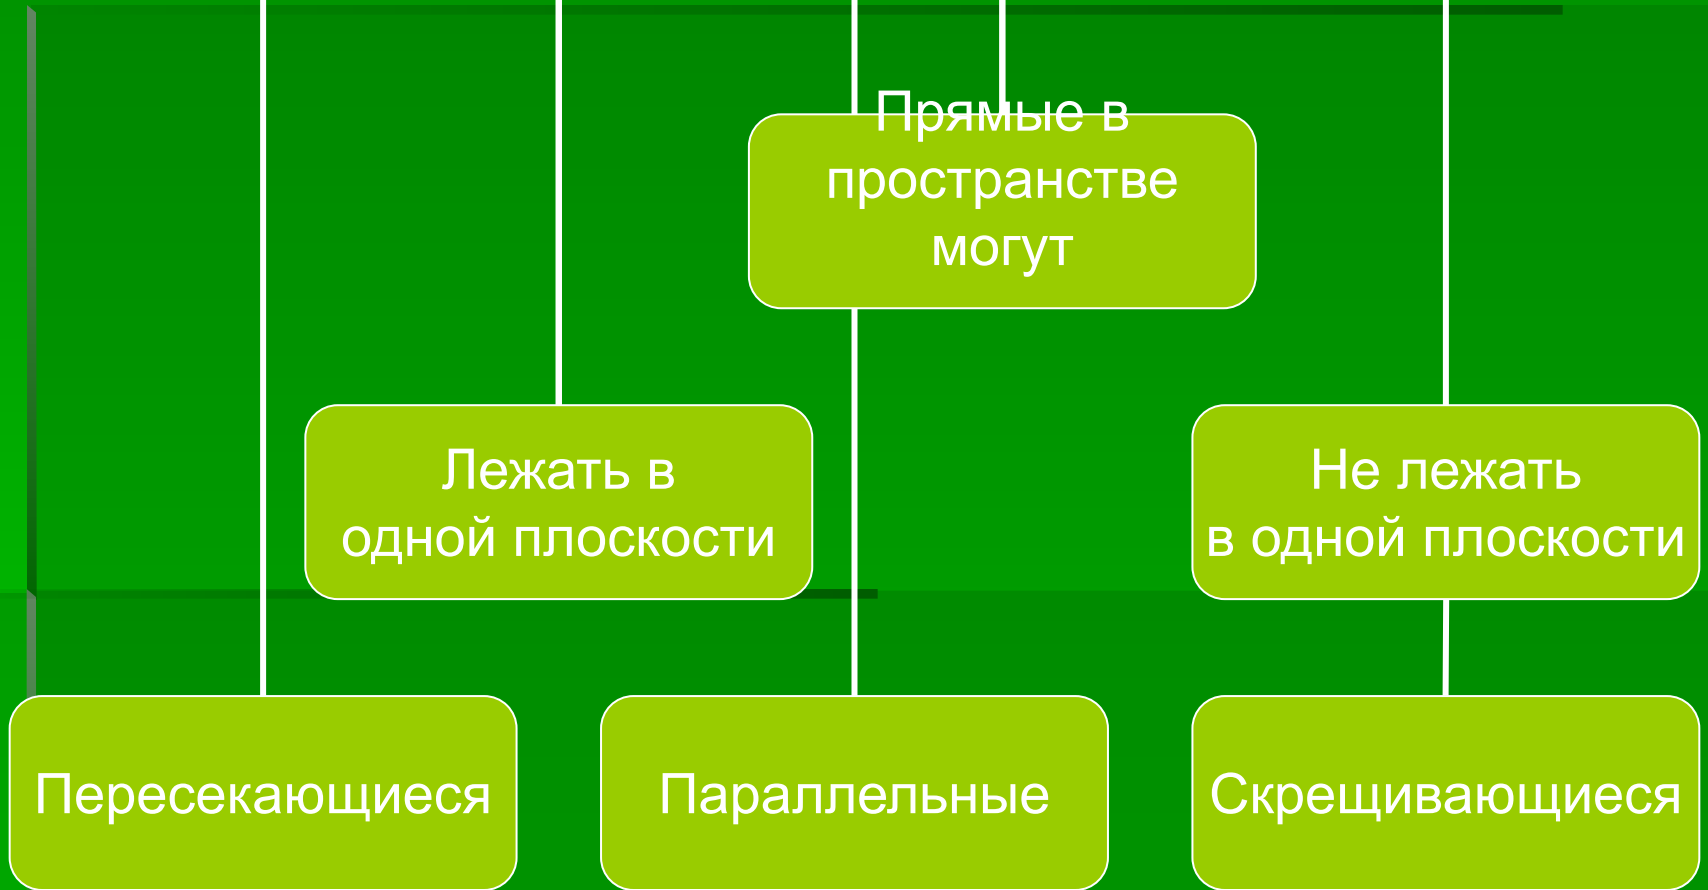 Прямые в
пространстве
могут
Лежать в
одной плоскости
Не лежать
в одной плоскости
Пересекающиеся
Параллельные
Скрещивающиеся